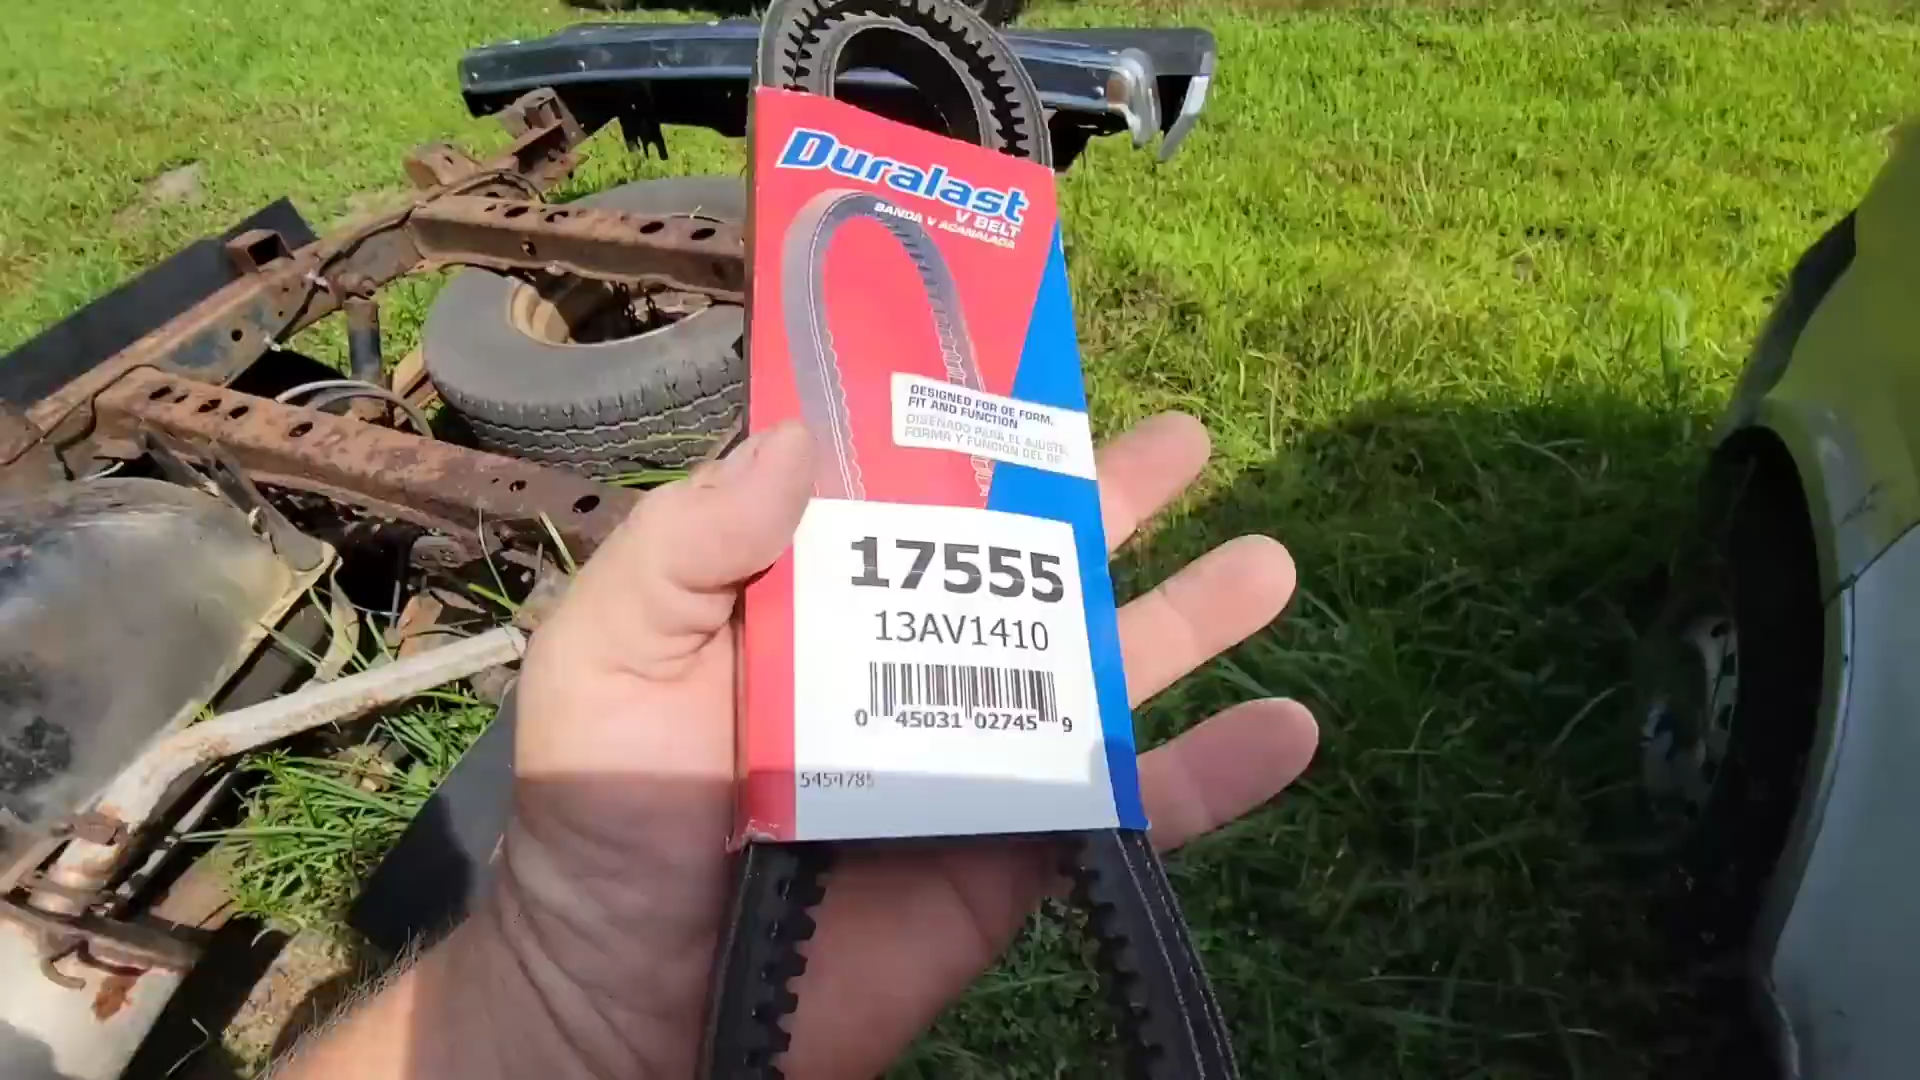 Duralast
V BELT
BANDA V ACANALADA
DESIGNED FOR OE FORM,
FIT AND FUNCTION
DISEÑADO PARA EL AJUSTE,
FORMA Y FUNCIÓN DEL OE
17555
13AV1410
0 45031 02745 9
5454785